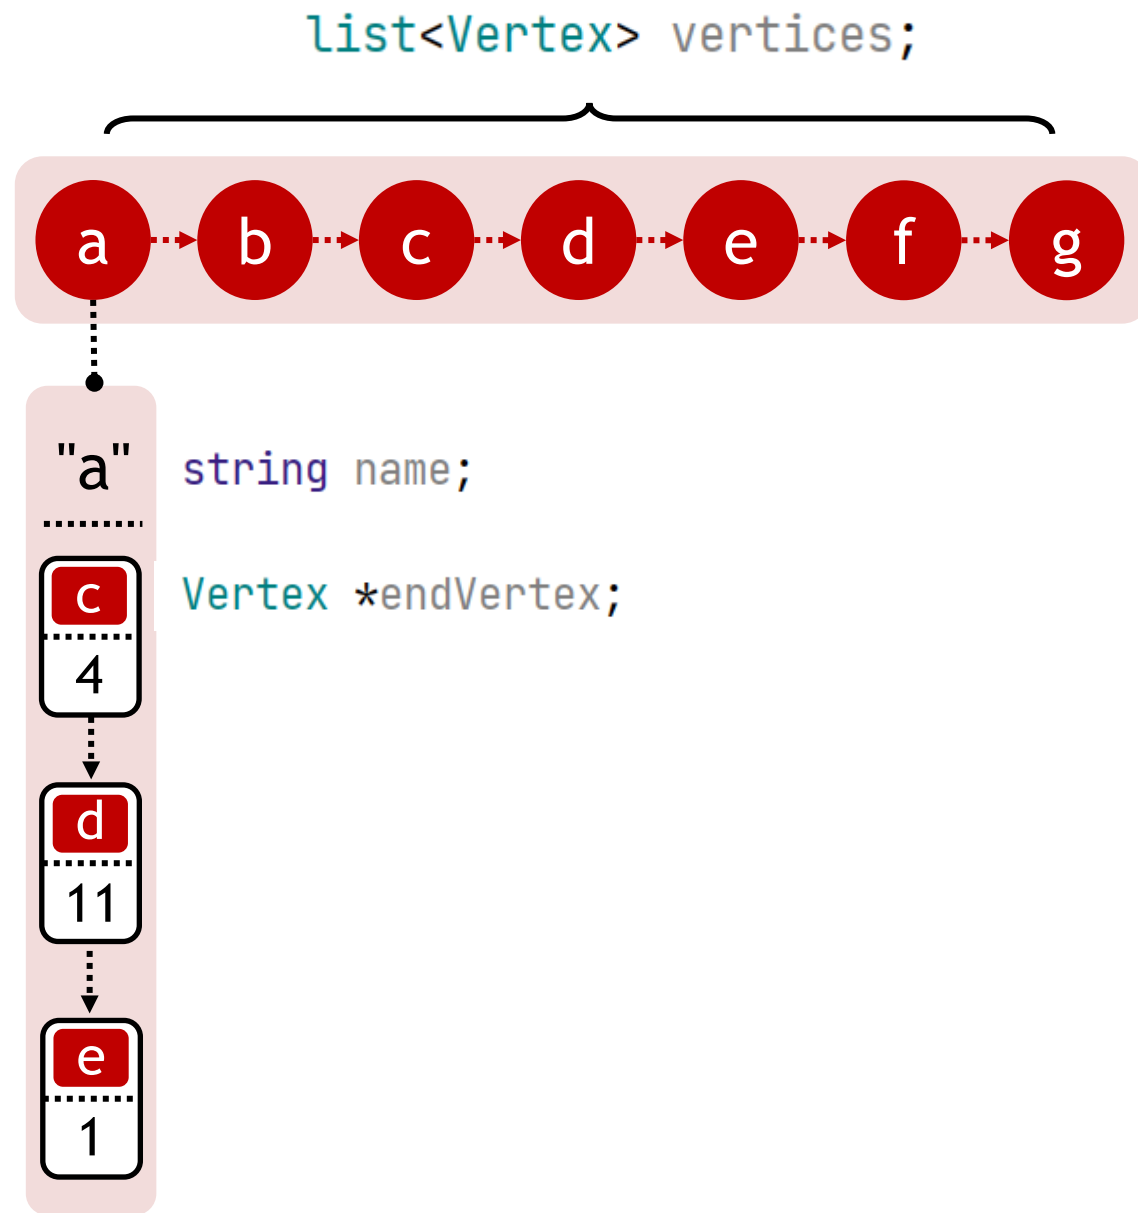 list<Vertex> vertices;
a b c d e f g
"a" string name;
c Vertex *endVertex;
4
d
11
e
1